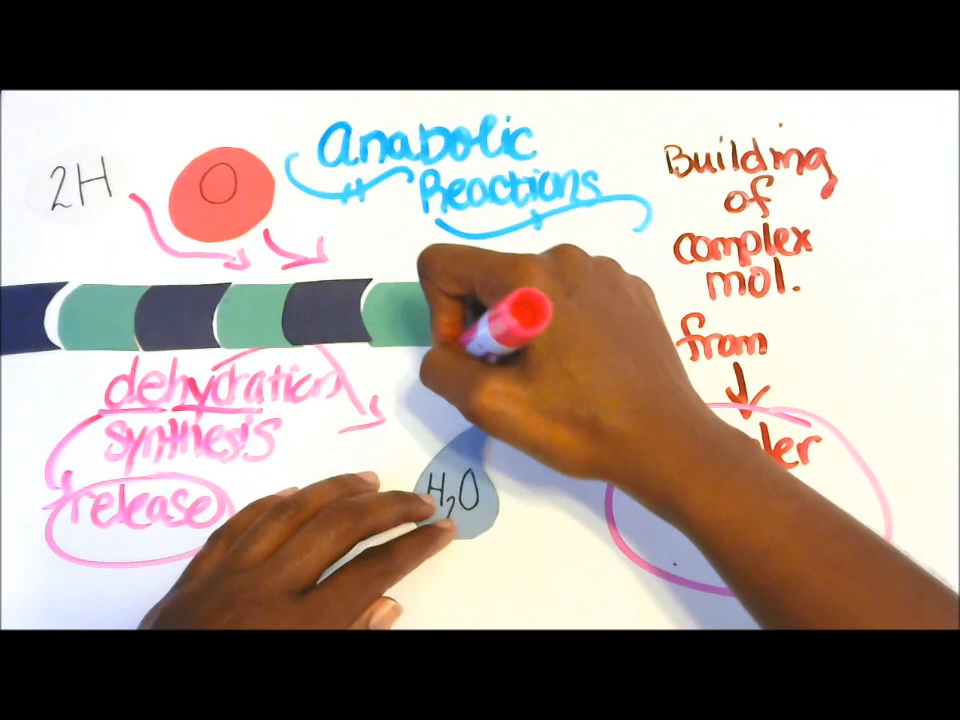 2H
O
Anabolic
Reactions
Building
of
complex
mol.
from
dehydration
synthesis
release
H₂O